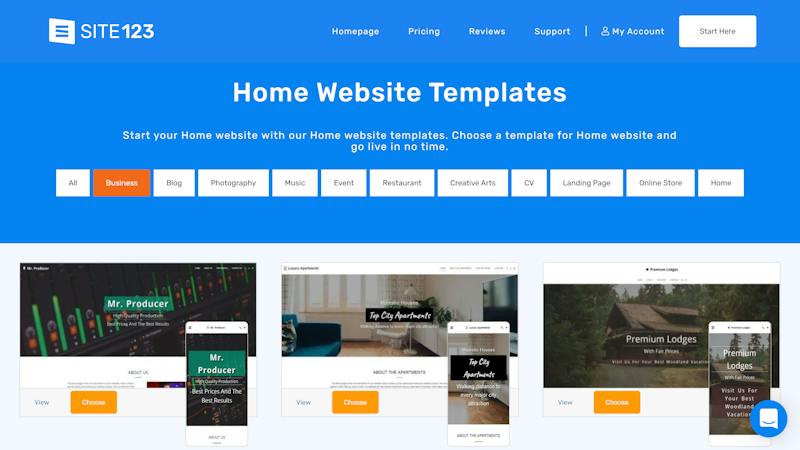 SITE123
Homepage
Pricing
Reviews
Support
My Account
Start Here
Home Website Templates
Start your Home website with our Home website templates. Choose a template for Home website and
go live in no time.
All
Business
Blog
Photography
Music
Event
Restaurant
Creative Arts
CV
Landing Page
Online Store
Home
Mr. Producer
Mr. Producer
High Quality Production
Best Prices And The Best Results
ABOUT US
View
Choose
Mr. Producer
Mr.
Producer
High Quality Production
Best Prices And The
Best Results
ABOUT US
Luxury Apartments
Majestic Houses
Top City Apartments
Walking distance to every major city attraction
ABOUT THE APARTMENTS
View
Choose
Luxury Apartments
Majestic Houses
Top City
Apartments
Walking distance to
every major city
attraction
ABOUT THE APARTMENTS
Premium Lodges
Premium Lodges
With Fair Prices
Visit Us For Your Best Woodland Vacation
View
Choose
Premium Lodges
Premium
Lodges
With Fair Prices
Visit Us For
Your Best
Woodland
Vacation